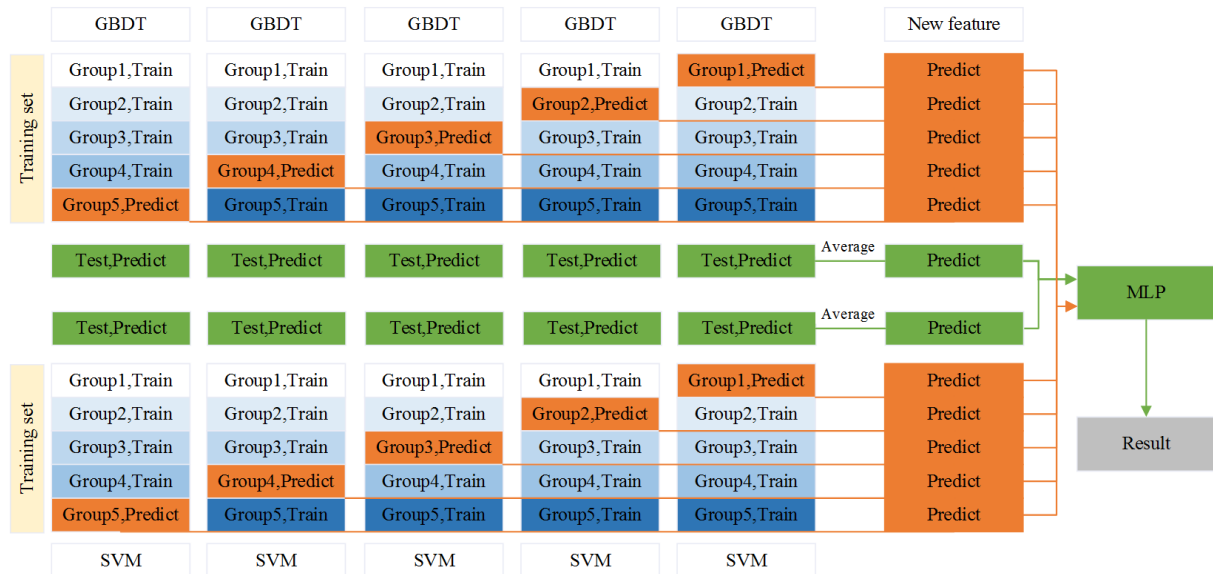 GBDT GBDT GBDT GBDT GBDT New feature
Training set
Group1,Train Group1,Train Group1,Train Group1,Train Group1,Predict Predict
Group2,Train Group2,Train Group2,Train Group2,Predict Group2,Train Predict
Group3,Train Group3,Train Group3,Predict Group3,Train Group3,Train Predict
Group4,Train Group4,Predict Group4,Train Group4,Train Group4,Train Predict
Group5,Predict Group5,Train Group5,Train Group5,Train Group5,Train Predict
Test,Predict Test,Predict Test,Predict Test,Predict Test,Predict Average Predict
MLP
Test,Predict Test,Predict Test,Predict Test,Predict Test,Predict Average Predict
Training set
Group1,Train Group1,Train Group1,Train Group1,Train Group1,Predict Predict
Group2,Train Group2,Train Group2,Train Group2,Predict Group2,Train Predict
Group3,Train Group3,Train Group3,Predict Group3,Train Group3,Train Predict
Result
Group4,Train Group4,Predict Group4,Train Group4,Train Group4,Train Predict
Group5,Predict Group5,Train Group5,Train Group5,Train Group5,Train Predict
SVM SVM SVM SVM SVM